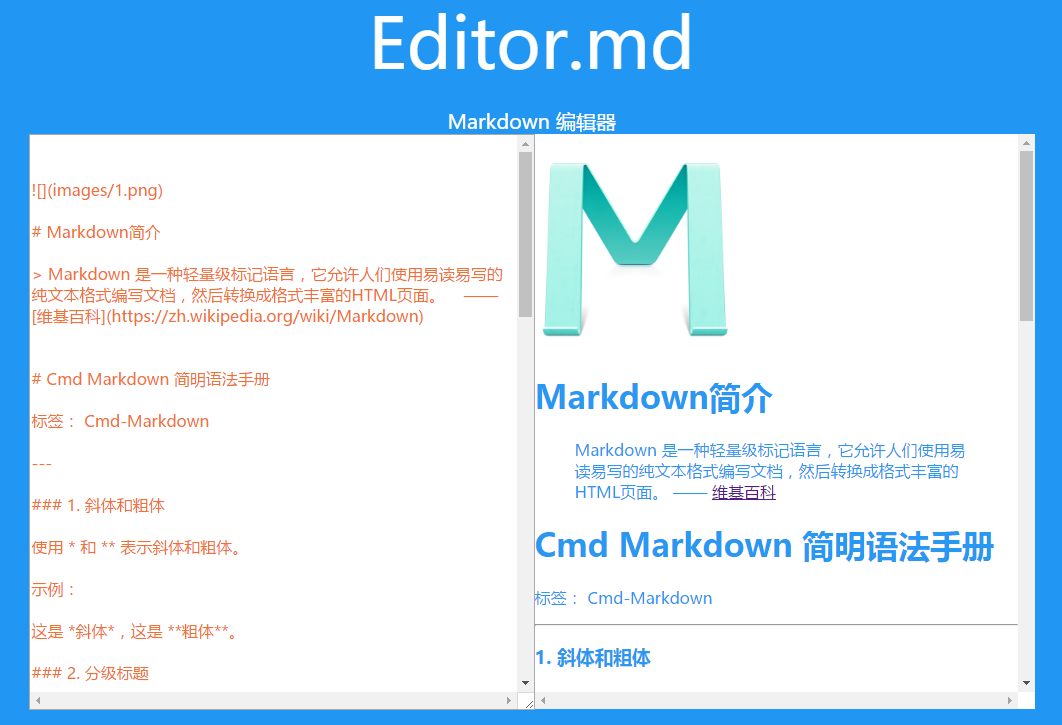 Editor.md
Markdown 编辑器
![](images/1.png)
# Markdown简介
> Markdown 是一种轻量级标记语言，它允许人们使用易读易写的
纯文本格式编写文档，然后转换成格式丰富的HTML页面。 ——
[维基百科](https://zh.wikipedia.org/wiki/Markdown)
# Cmd Markdown 简明语法手册
标签： Cmd-Markdown
---
### 1. 斜体和粗体
使用 * 和 ** 表示斜体和粗体。
示例：
这是 *斜体*，这是 **粗体**。
### 2. 分级标题
M
Markdown简介
Markdown 是一种轻量级标记语言，它允许人们使用易
读易写的纯文本格式编写文档，然后转换成格式丰富的
HTML页面。 —— 维基百科
Cmd Markdown 简明语法手册
标签： Cmd-Markdown
1. 斜体和粗体